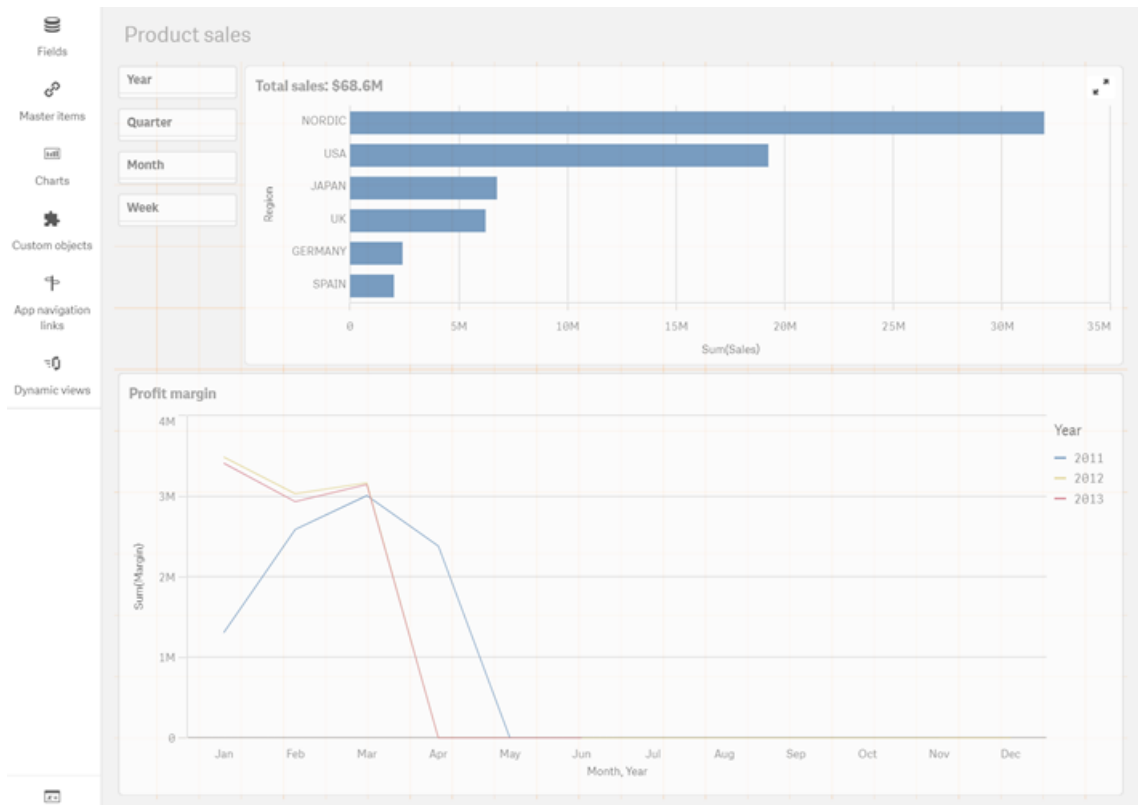 Fields
Master items
Charts
Custom objects
App navigation
links
Dynamic views
Product sales
Year
Quarter
Month
Week
Total sales: $68.6M
Region
NORDIC
USA
JAPAN
UK
GERMANY
SPAIN
0 5M 10M 15M 20M 25M 30M 35M
Sum(Sales)
Profit margin
Sum(Margin)
4M
3M
2M
1M
0
Jan Feb Mar Apr May Jun Jul Aug Sep Oct Nov Dec
Month, Year
Year
2011
2012
2013